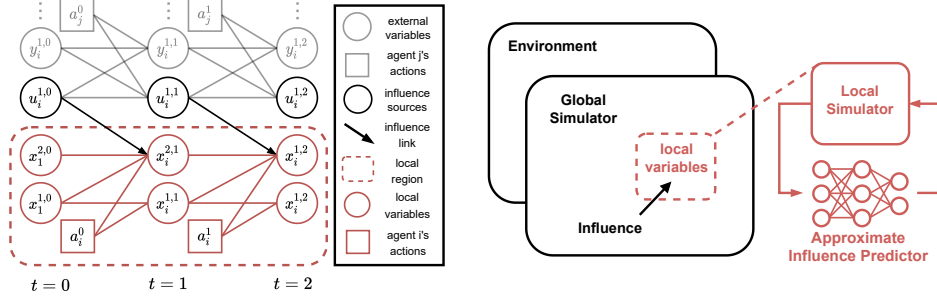 ⋮ ⋮ ⋮
a_j^0 a_j^1
y_i^{1,0} y_i^{1,1} y_i^{1,2}
u_i^{1,0} u_i^{1,1} u_i^{1,2}
x_1^{2,0} x_i^{2,1} x_i^{1,2}
x_1^{1,0} x_i^{1,1} x_i^{1,2}
a_i^0 a_i^1
t = 0 t = 1 t = 2
external
variables
agent j's
actions
influence
sources
influence
link
local
region
local
variables
agent i's
actions
Environment
Global
Simulator
local
variables
Influence
Local
Simulator
Approximate
Influence Predictor